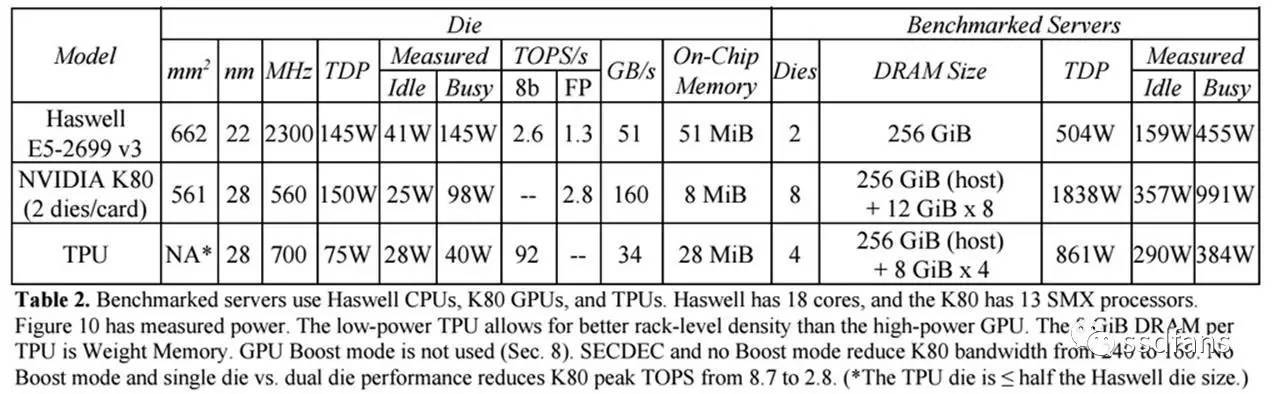 Model Die Benchmarked Servers
mm² nm MHz TDP Measured TOPS/s GB/s On-Chip Memory Dies DRAM Size TDP Measured
Idle Busy 8b FP Idle Busy
Haswell E5-2699 v3 662 22 2300 145W 41W 145W 2.6 1.3 51 51 MiB 2 256 GiB 504W 159W 455W
NVIDIA K80 (2 dies/card) 561 28 560 150W 25W 98W -- 2.8 160 8 MiB 8 256 GiB (host) + 12 GiB x 8 1838W 357W 991W
TPU NA* 28 700 75W 28W 40W 92 -- 34 28 MiB 4 256 GiB (host) + 8 GiB x 4 861W 290W 384W
Table 2. Benchmarked servers use Haswell CPUs, K80 GPUs, and TPUs. Haswell has 18 cores, and the K80 has 13 SMX processors.
Figure 10 has measured power. The low-power TPU allows for better rack-level density than the high-power GPU. The GiB DRAM per
TPU is Weight Memory. GPU Boost mode is not used (Sec. 8). SECDEC and no Boost mode reduce K80 bandwidth from 240 to 160. No
Boost mode and single die vs. dual die performance reduces K80 peak TOPS from 8.7 to 2.8. (*The TPU die is ≤ half the Haswell die size.)
ssdfans